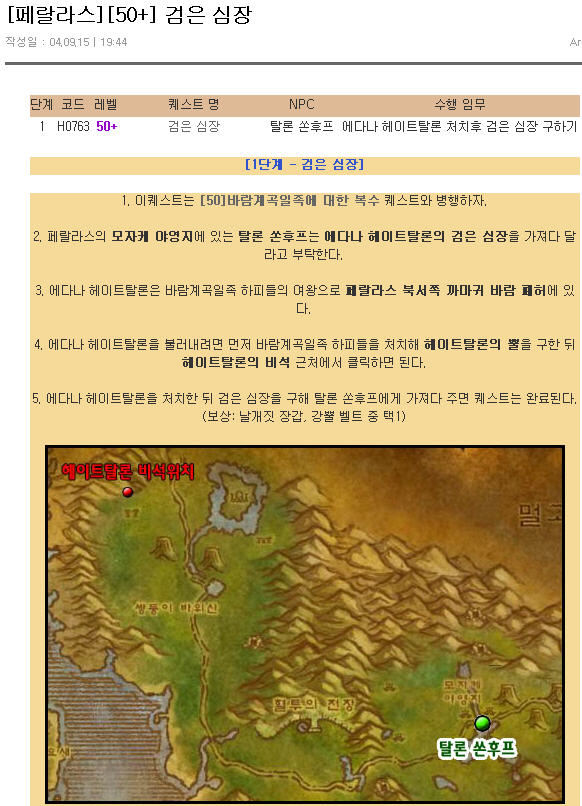 [페랄라스][50+] 검은 심장
작성일 : 04,09,15 | 19:44
Ar
단계 코드 레벨 퀘스트 명 NPC 수행 임무
1 H0763 50+ 검은 심장 탈론 쏜후프 에다나 헤이트탈론 처치후 검은 심장 구하기
[1단계 - 검은 심장]
1. 이퀘스트는 [50]바람계곡일족에 대한 복수 퀘스트와 병행하자.
2. 페랄라스의 모자케 야영지에 있는 탈론 쏜후프는 에다나 헤이트탈론의 검은 심장을 가져다 달
라고 부탁한다.
3. 에다나 헤이트탈론은 바람계곡일족 하피들의 여왕으로 페랄라스 북서쪽 까마귀 바람 폐허에 있
다.
4. 에다나 헤이트탈론을 불러내려면 먼저 바람계곡일족 하피들을 처치해 헤이트탈론의 뿔을 구한 뒤
헤이트탈론의 비석 근처에서 클릭하면 된다.
5. 에다나 헤이트탈론을 처치한 뒤 검은 심장을 구해 탈론 쏜후프에게 가져다 주면 퀘스트는 완료된다.
(보상: 날개짓 장갑, 강뿔 벨트 중 택1)
헤이트탈론 비석위치
멀고
쌍둥이 바위산
혈투의 전장
모자케
야영지
요새
탈론 쏜후프